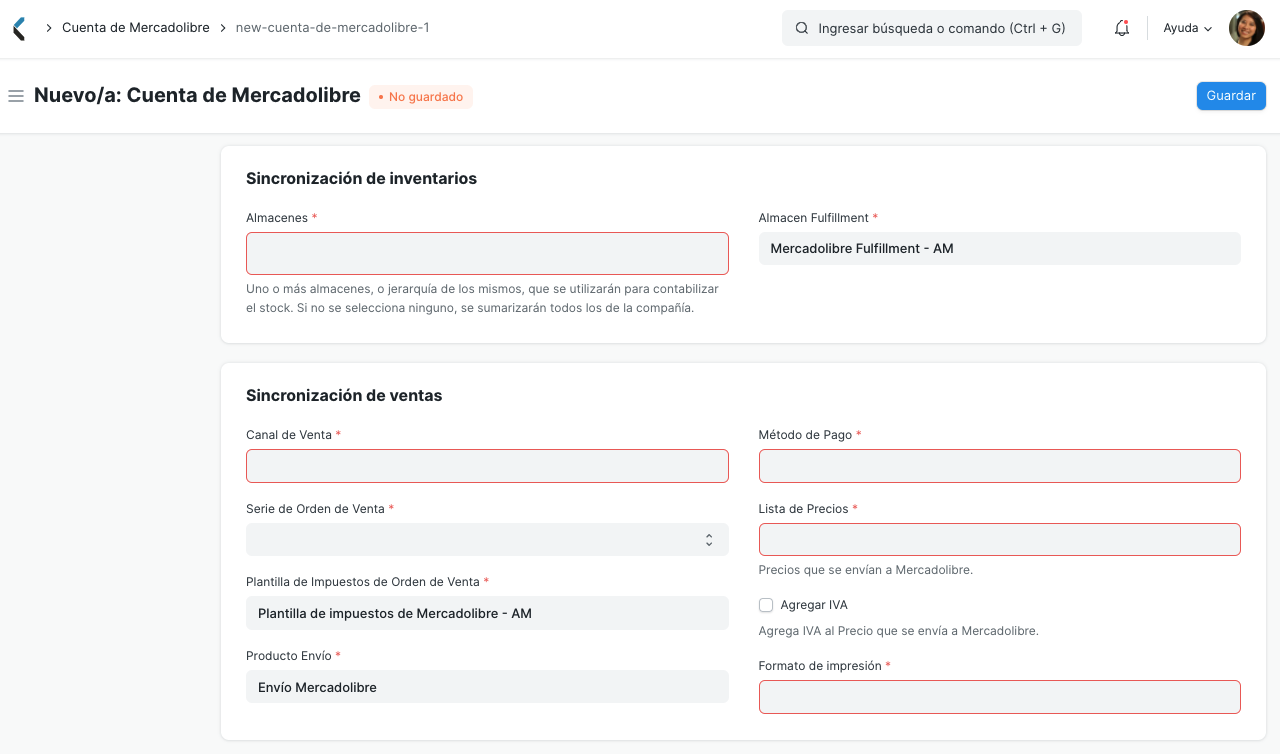 Cuenta de Mercadolibre
new-cuenta-de-mercadolibre-1
Ingresar búsqueda o comando (Ctrl + G)
Ayuda
Nuevo/a: Cuenta de Mercadolibre
• No guardado
Guardar
Sincronización de inventarios
Almacenes *
Uno o más almacenes, o jerarquía de los mismos, que se utilizarán para contabilizar
el stock. Si no se selecciona ninguno, se sumarizarán todos los de la compañía.
Almacen Fulfillment *
Mercadolibre Fulfillment - AM
Sincronización de ventas
Canal de Venta *
Serie de Orden de Venta *
Plantilla de Impuestos de Orden de Venta *
Plantilla de impuestos de Mercadolibre - AM
Producto Envío *
Envío Mercadolibre
Método de Pago *
Lista de Precios *
Precios que se envían a Mercadolibre.
Agregar IVA
Agrega IVA al Precio que se envía a Mercadolibre.
Formato de impresión *